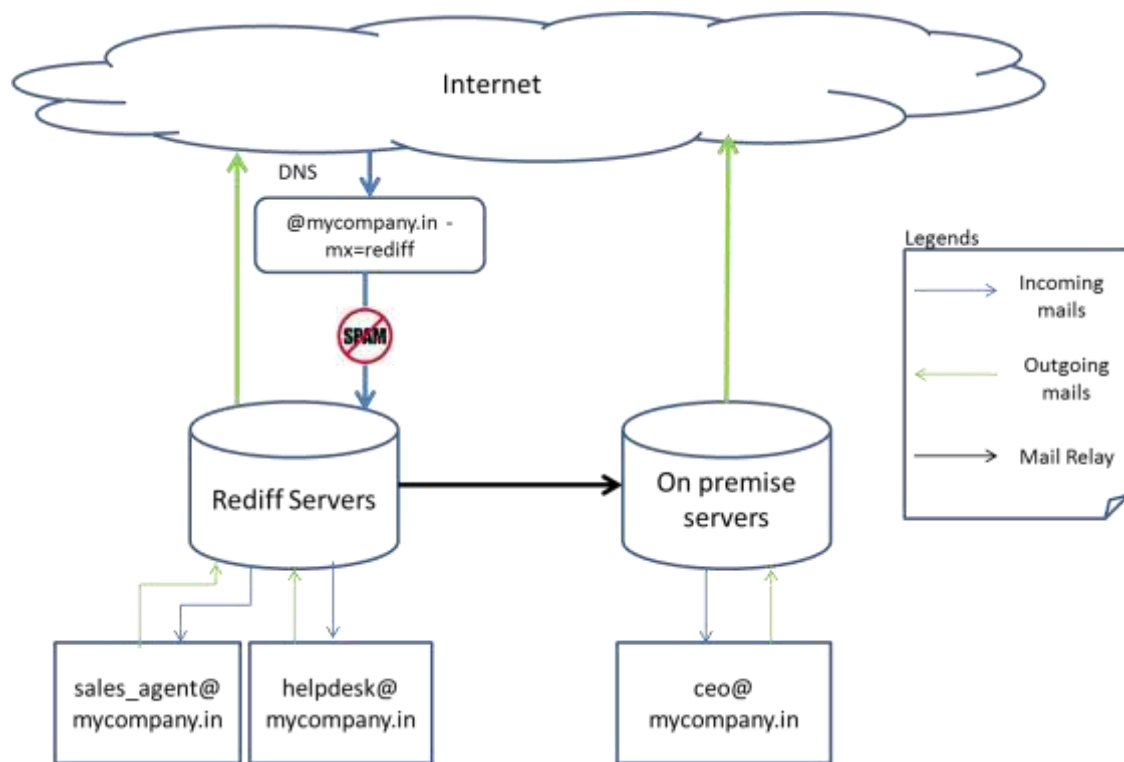 Internet
DNS
@mycompany.in -
mx=rediff
SPAM
Legends
Incoming
mails
Outgoing
mails
Mail Relay
Rediff Servers
On premise
servers
sales_agent@
mycompany.in
helpdesk@
mycompany.in
ceo@
mycompany.in